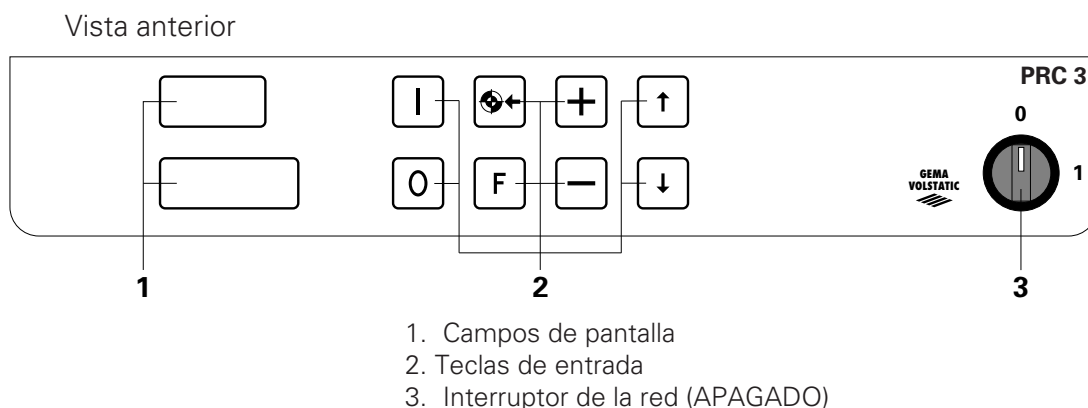 Vista anterior
PRC 3
0
I
+
↑
GEMA
VOLSTATIC
1
O
F
−
↓
1
2
3
1. Campos de pantalla
2. Teclas de entrada
3. Interruptor de la red (APAGADO)